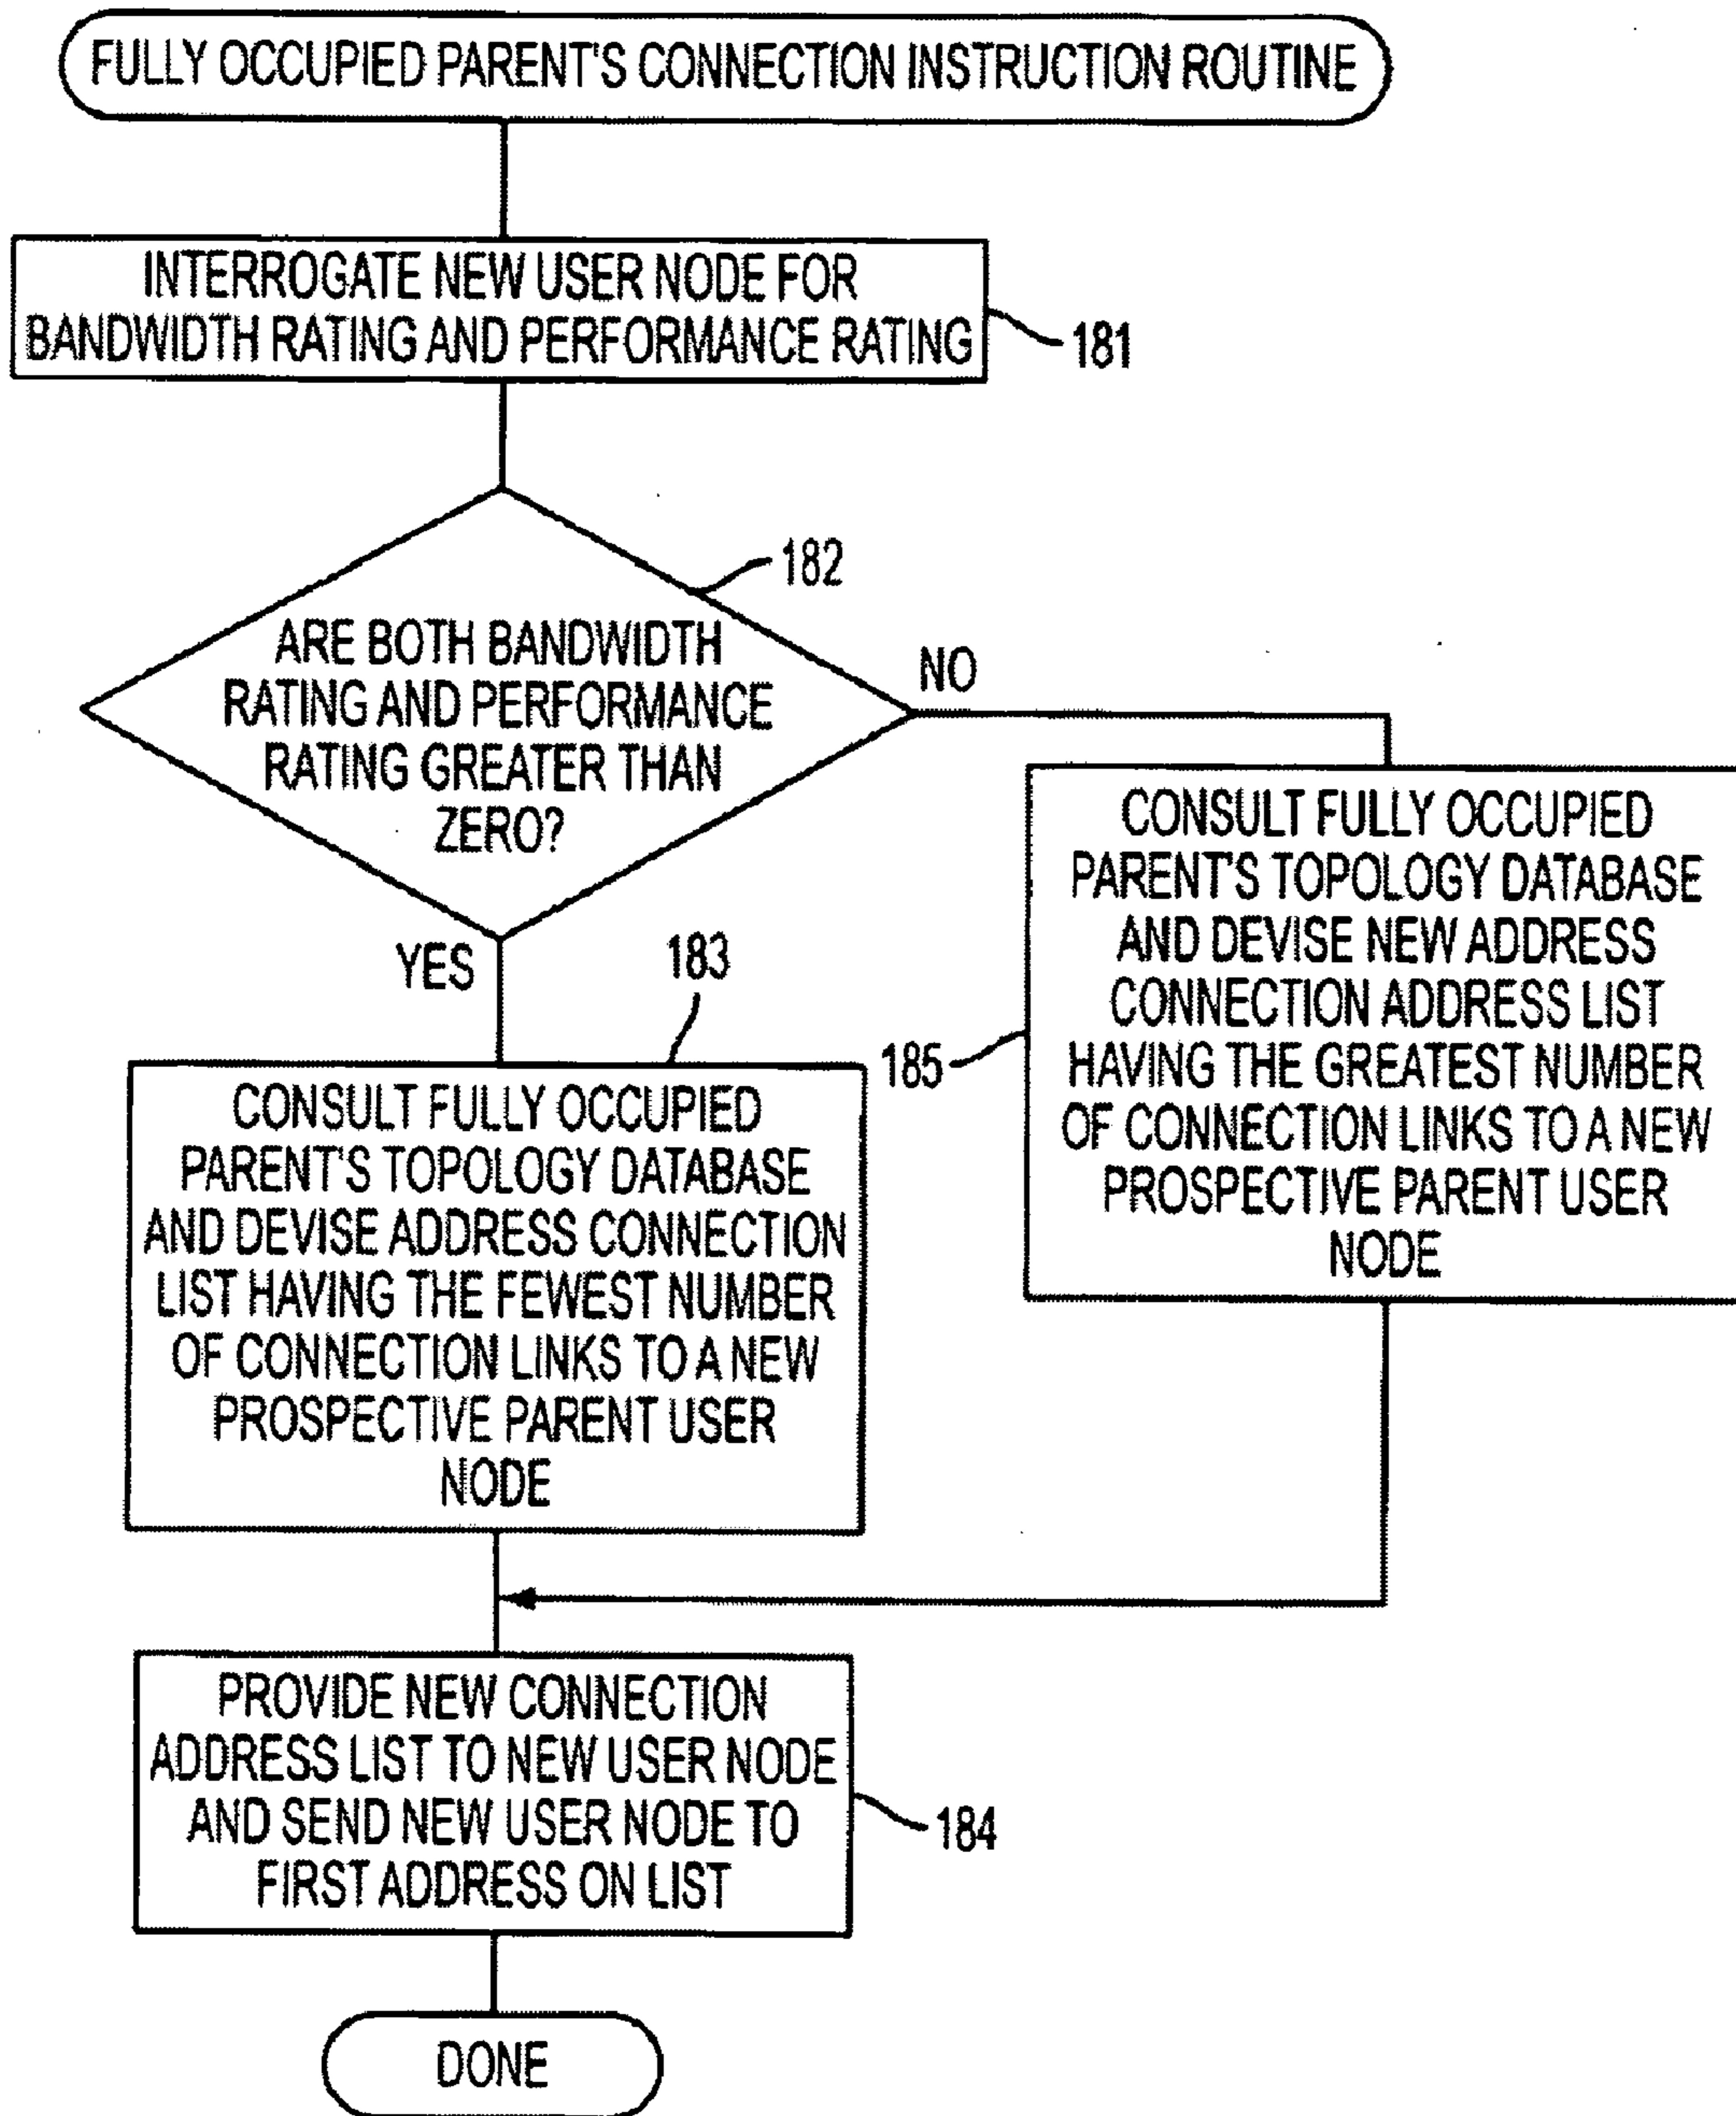 FULLY OCCUPIED PARENT'S CONNECTION INSTRUCTION ROUTINE
INTERROGATE NEW USER NODE FOR
BANDWIDTH RATING AND PERFORMANCE RATING
181
182
ARE BOTH BANDWIDTH
RATING AND PERFORMANCE
RATING GREATER THAN
ZERO?
NO
YES
183
CONSULT FULLY OCCUPIED
PARENT'S TOPOLOGY DATABASE
AND DEVISE ADDRESS CONNECTION
LIST HAVING THE FEWEST NUMBER
OF CONNECTION LINKS TO A NEW
PROSPECTIVE PARENT USER
NODE
185
CONSULT FULLY OCCUPIED
PARENT'S TOPOLOGY DATABASE
AND DEVISE NEW ADDRESS
CONNECTION ADDRESS LIST
HAVING THE GREATEST NUMBER
OF CONNECTION LINKS TO A NEW
PROSPECTIVE PARENT USER
NODE
PROVIDE NEW CONNECTION
ADDRESS LIST TO NEW USER NODE
AND SEND NEW USER NODE TO
FIRST ADDRESS ON LIST
184
DONE